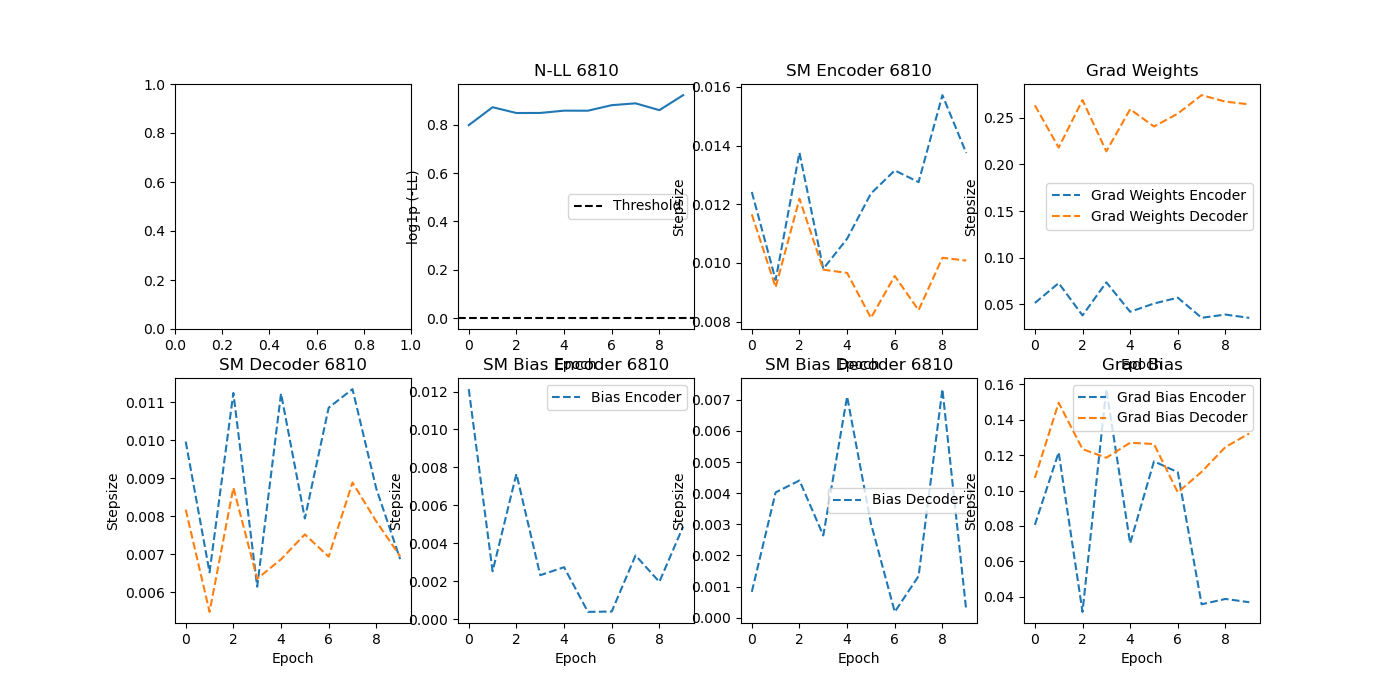 N-LL 6810
SM Encoder 6810
Grad Weights
1.0
0.8
0.6
0.4
0.2
0.0
0.0 0.2 0.4 0.6 0.8 1.0
log1p (-LL)
0.8
0.6
0.4
0.2
0.0
Threshold
0 2 4 6 8
Epoch
Stepsize
0.016
0.014
0.012
0.010
0.008
0 2 4 6 8
Epoch
Stepsize
0.25
0.20
0.15
0.10
0.05
Grad Weights Encoder
Grad Weights Decoder
0 2 4 6 8
Epoch
SM Decoder 6810
SM Bias Encoder 6810
SM Bias Decoder 6810
Grad Bias
Stepsize
0.011
0.010
0.009
0.008
0.007
0.006
0 2 4 6 8
Epoch
Stepsize
0.012
0.010
0.008
0.006
0.004
0.002
0.000
Bias Encoder
0 2 4 6 8
Epoch
Stepsize
0.007
0.006
0.005
0.004
0.003
0.002
0.001
0.000
Bias Decoder
0 2 4 6 8
Epoch
Stepsize
0.16
0.14
0.12
0.10
0.08
0.06
0.04
Grad Bias Encoder
Grad Bias Decoder
0 2 4 6 8
Epoch